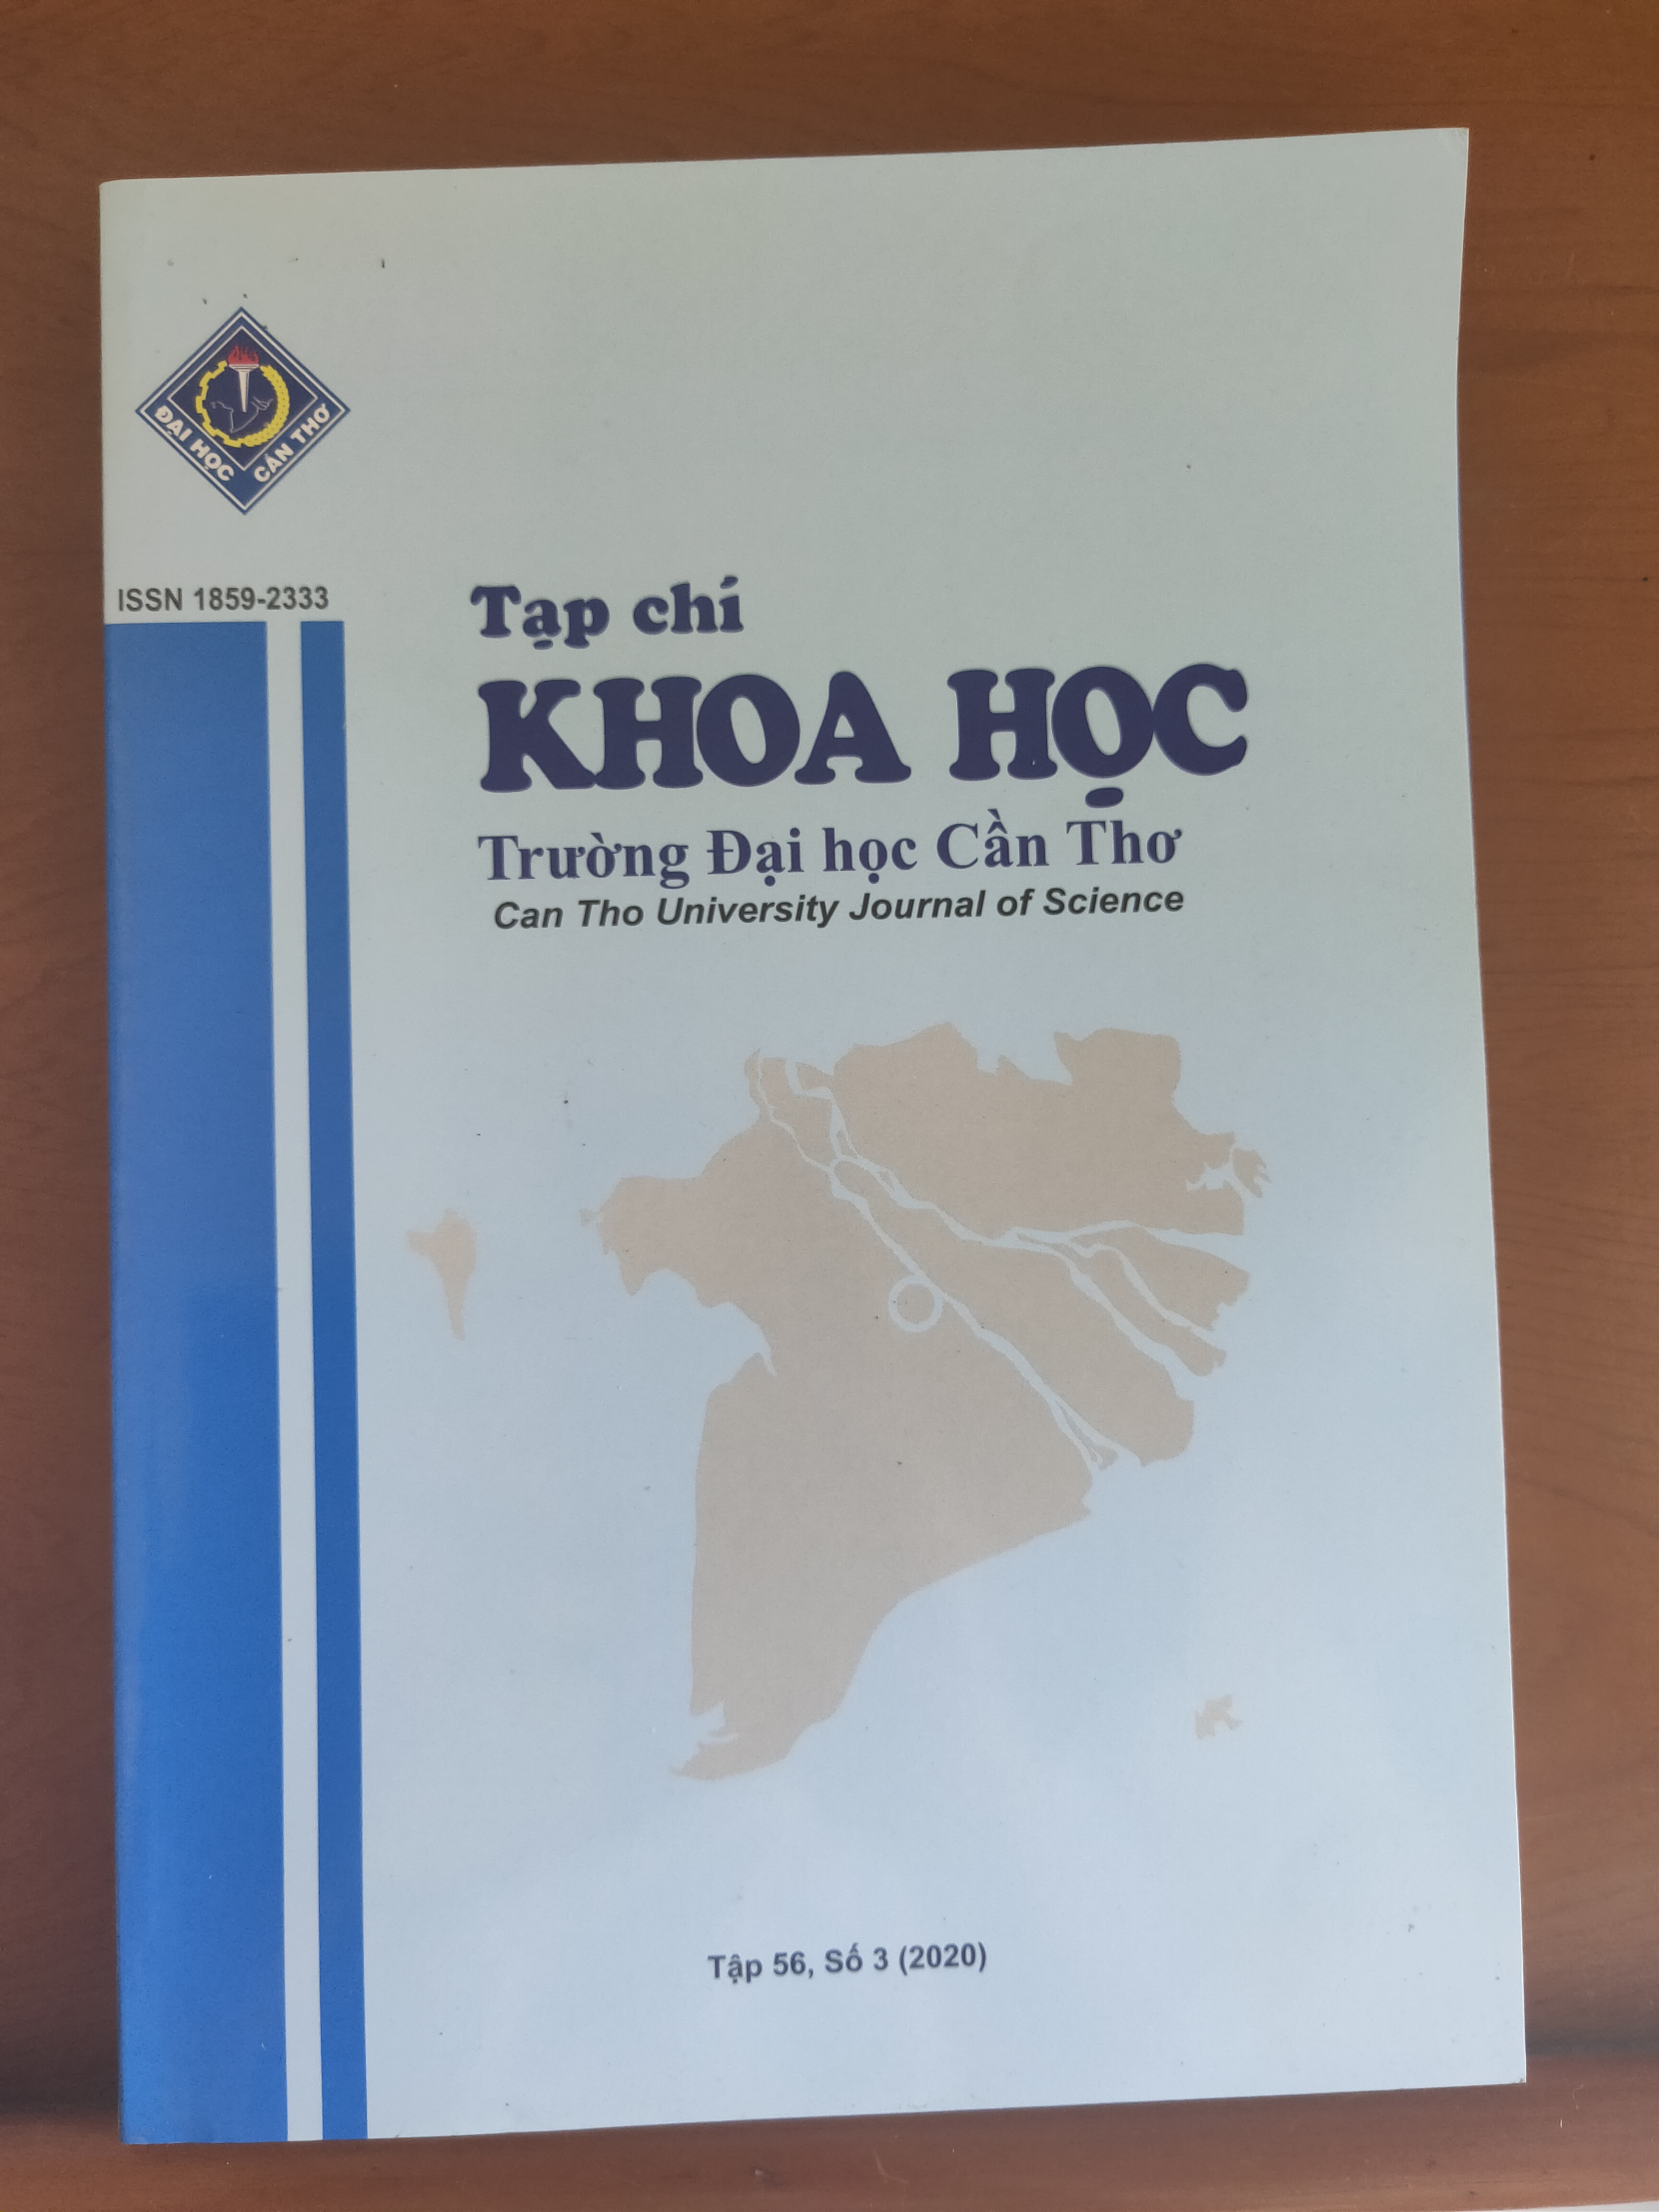 ĐẠI HỌC CẦN THƠ
ISSN 1859-2333
Tạp chí
KHOA HỌC
Trường Đại học Cần Thơ
Can Tho University Journal of Science
Tập 56, Số 3 (2020)